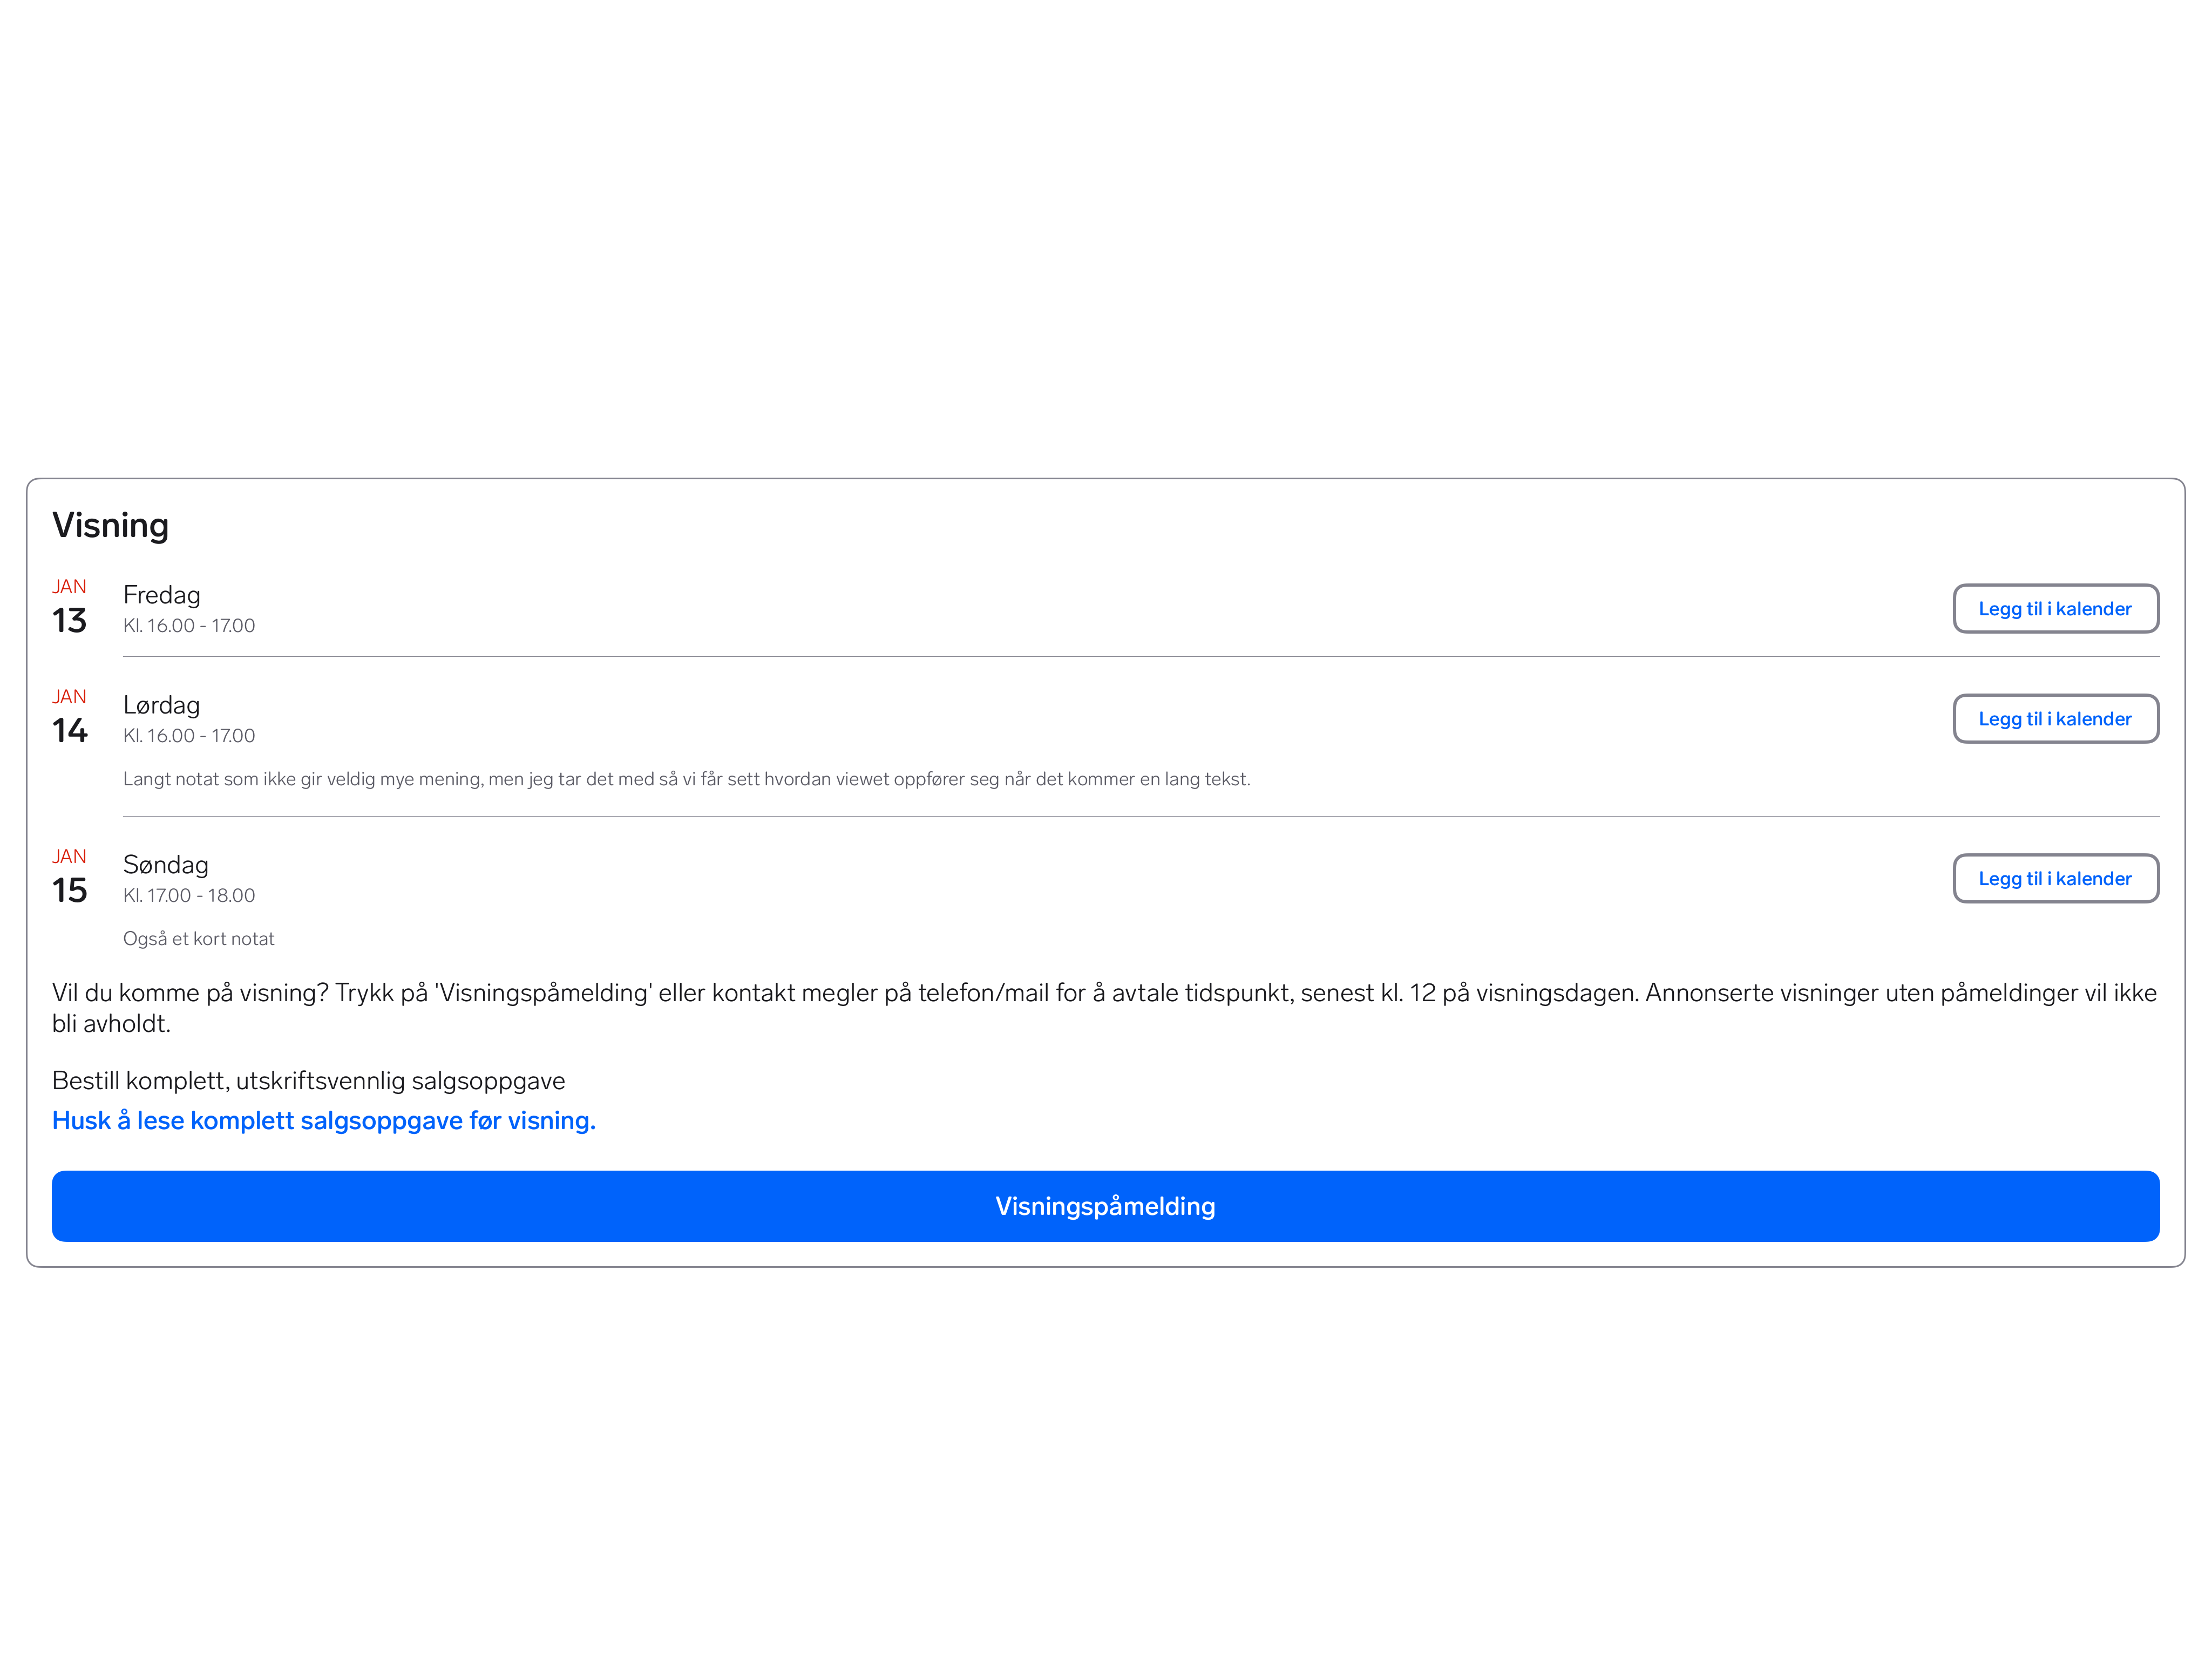 Visning
JAN
13
Fredag
Kl. 16.00 - 17.00
Legg til i kalender
JAN
14
Lørdag
Kl. 16.00 - 17.00
Legg til i kalender
Langt notat som ikke gir veldig mye mening, men jeg tar det med så vi får sett hvordan viewet oppfører seg når det kommer en lang tekst.
JAN
15
Søndag
Kl. 17.00 - 18.00
Legg til i kalender
Også et kort notat
Vil du komme på visning? Trykk på 'Visningspåmelding' eller kontakt megler på telefon/mail for å avtale tidspunkt, senest kl. 12 på visningsdagen. Annonserte visninger uten påmeldinger vil ikke
bli avholdt.
Bestill komplett, utskriftsvennlig salgsoppgave
Husk å lese komplett salgsoppgave før visning.
Visningspåmelding